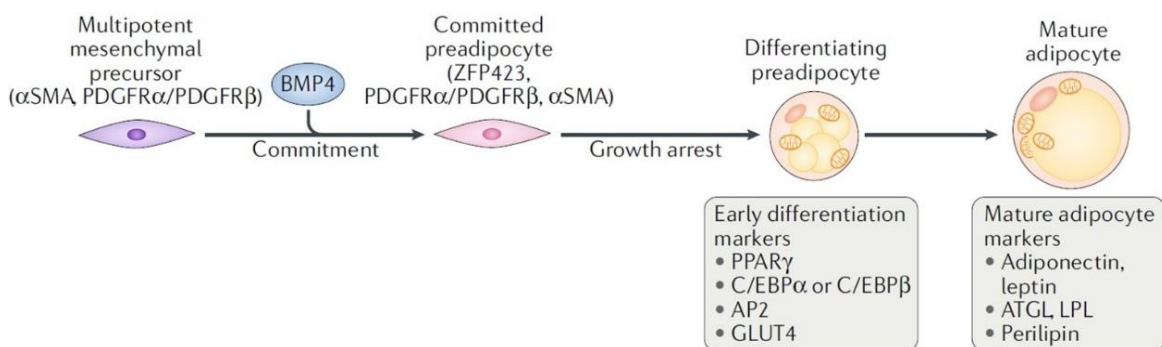 Multipotent
mesenchymal
precursor
(αSMA, PDGFRα/PDGFRβ)
BMP4
Commitment
Committed
preadipocyte
(ZFP423,
PDGFRα/PDGFRβ, αSMA)
Growth arrest
Differentiating
preadipocyte
Mature
adipocyte
Early differentiation
markers
• PPARγ
• C/EBPα or C/EBPβ
• AP2
• GLUT4
Mature adipocyte
markers
• Adiponectin,
leptin
• ATGL, LPL
• Perilipin